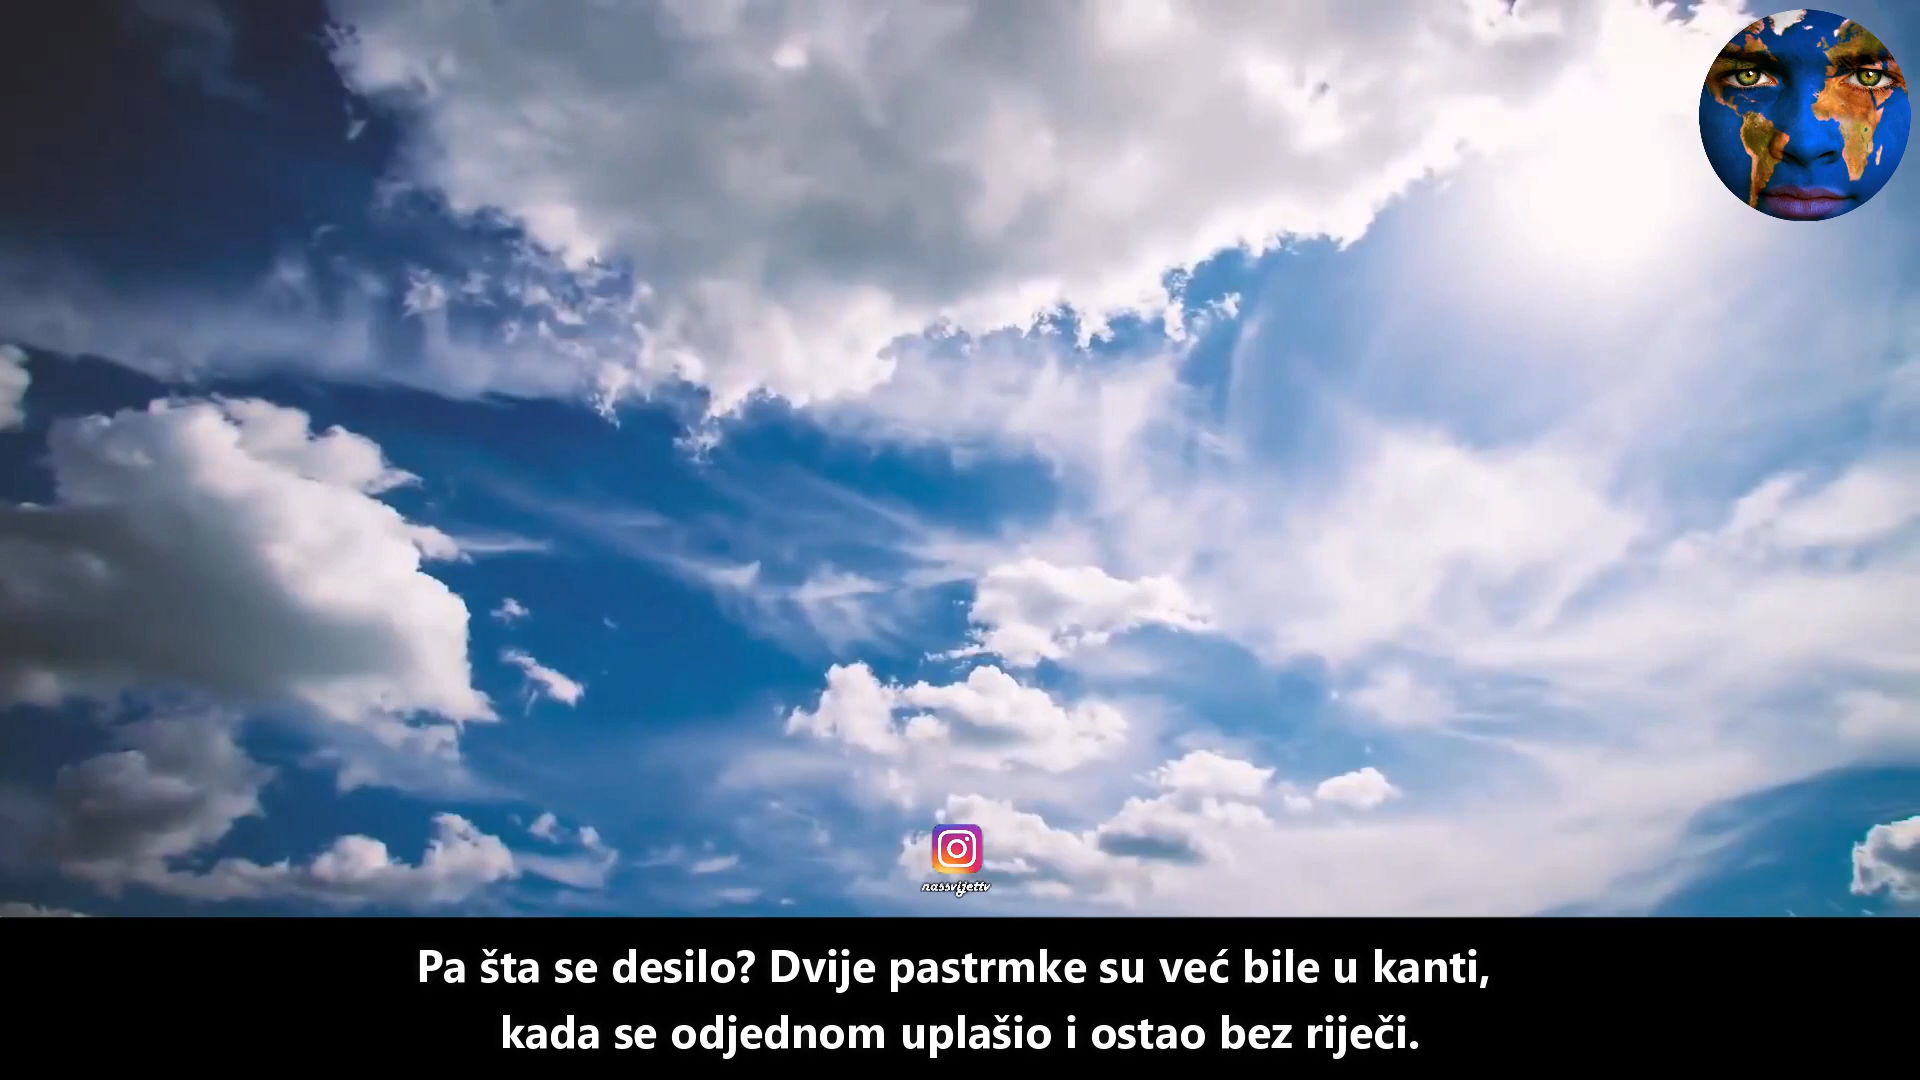 nassvijettv
Pa šta se desilo? Dvije pastrmke su već bile u kanti,
kada se odjednom uplašio i ostao bez riječi.